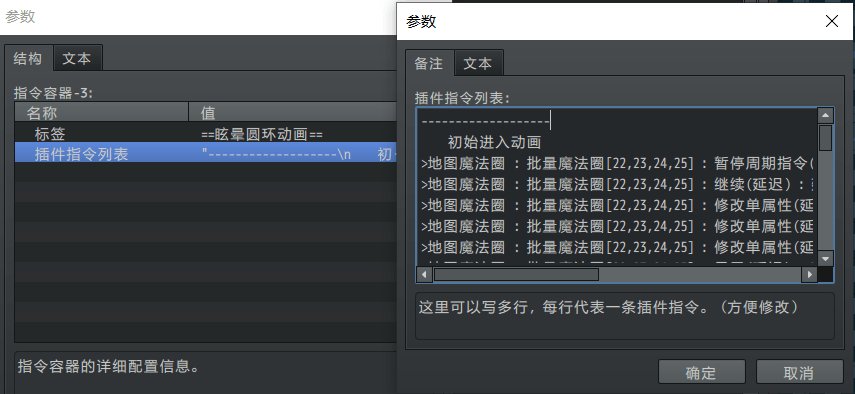 参数
结构
文本
指令容器-3:
名称
值
标签
==眩晕圆环动画==
插件指令列表
"-------------------\n 初
指令容器的详细配置信息。
参数
备注
文本
插件指令列表:
-------------------
初始进入动画
>地图魔法圈 : 批量魔法圈[22,23,24,25] : 暂停周期指令(
>地图魔法圈 : 批量魔法圈[22,23,24,25] : 继续(延迟) :
>地图魔法圈 : 批量魔法圈[22,23,24,25] : 修改单属性(延
>地图魔法圈 : 批量魔法圈[22,23,24,25] : 修改单属性(延
>地图魔法圈 : 批量魔法圈[22,23,24,25] : 修改单属性(延
这里可以写多行，每行代表一条插件指令。(方便修改)
确定
取消